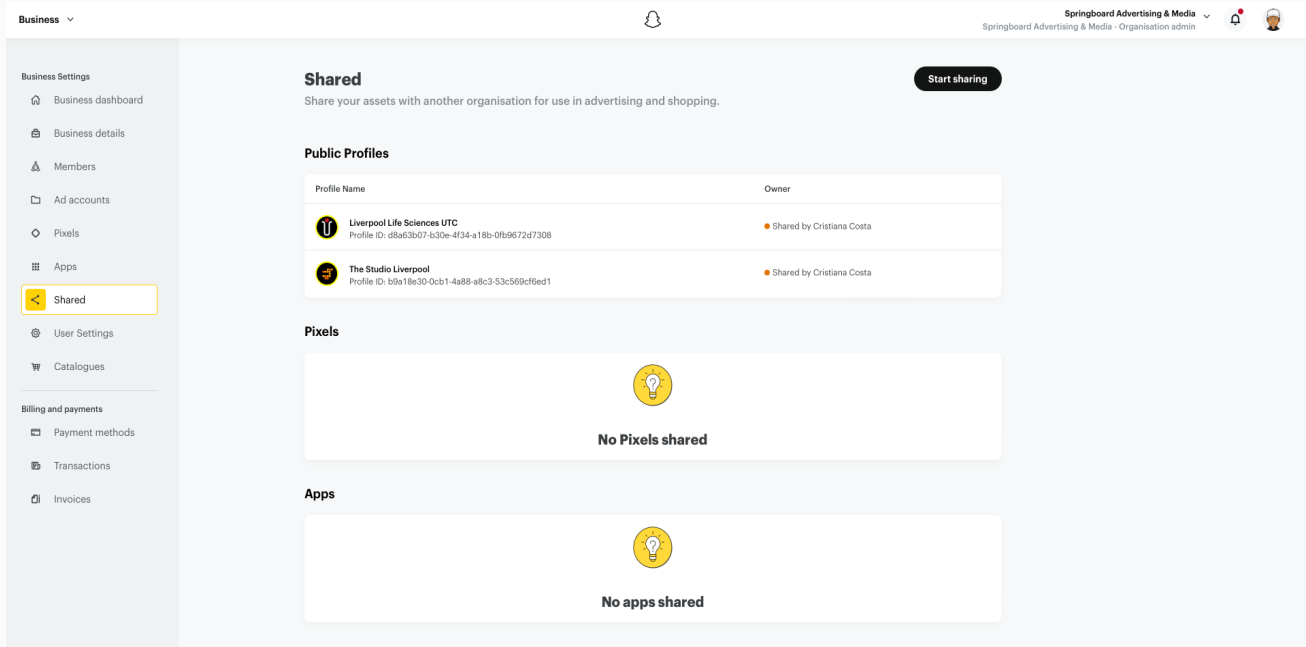 Business
Springboard Advertising & Media
Springboard Advertising & Media - Organisation admin
Business Settings
Business dashboard
Business details
Members
Ad accounts
Pixels
Apps
Shared
User Settings
Catalogues
Billing and payments
Payment methods
Transactions
Invoices
Shared
Start sharing
Share your assets with another organisation for use in advertising and shopping.
Public Profiles
Profile Name Owner
Liverpool Life Sciences UTC
Profile ID: d8a63b07-b30e-4f34-a18b-0fb9672d7308
Shared by Cristiana Costa
The Studio Liverpool
Profile ID: b9a18e30-0cb1-4a88-a8c3-53c569cf6ed1
Shared by Cristiana Costa
Pixels
No Pixels shared
Apps
No apps shared